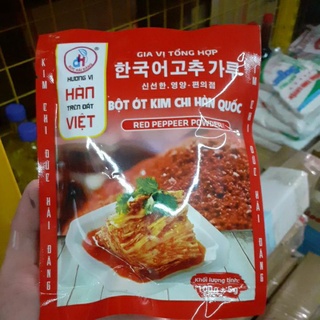 GIA VỊ TỔNG HỢP
한국어고추 가루
신선한.영양-편의점
BỘT ỚT KIM CHI HÀN QUỐC
RED PEPPEER POWDER
HƯƠNG VỊ
HÀN
TRÊN ĐẤT
VIỆT
KIM CHI ĐỨC HẢI ĐĂNG
KIM CHI ĐỨC HẢI ĐĂNG
Khối lượng tịnh:
100g ± 5g